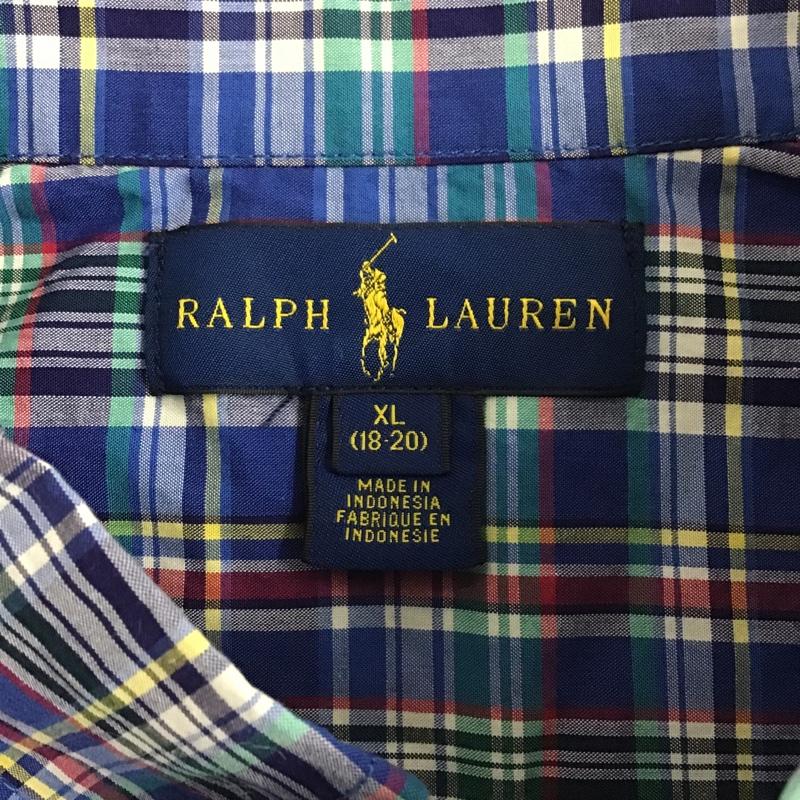 RALPH LAUREN
XL
(18-20)
MADE IN
INDONESIA
FABRIQUE EN
INDONESIE